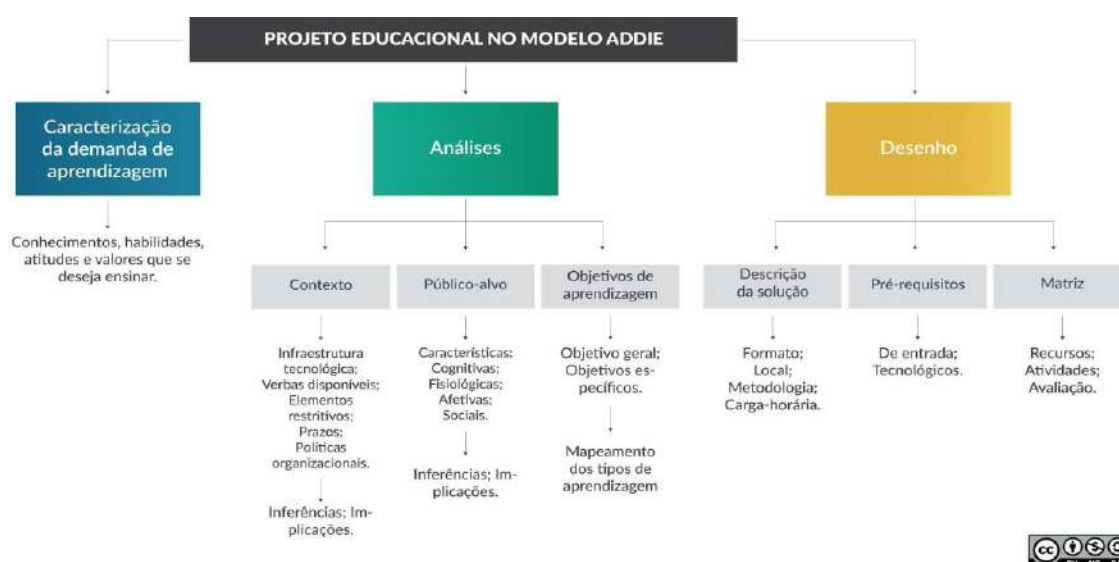 PROJETO EDUCACIONAL NO MODELO ADDIE
Caracterização
da demanda de
aprendizagem
Conhecimentos, habilidades,
atitudes e valores que se
deseja ensinar.
Análises
Contexto
Infraestrutura
tecnológica;
Verbas disponíveis;
Elementos
restritivos;
Prazos;
Políticas
organizacionais.
Inferências; Im-
plicações.
Público-alvo
Características:
Cognitivas;
Fisiológicas;
Afetivas;
Sociais.
Inferências; Im-
plicações.
Objetivos de
aprendizagem
Objetivo geral;
Objetivos es-
pecíficos.
Mapeamento
dos tipos de
aprendizagem
Desenho
Descrição
da solução
Formato;
Local;
Metodologia;
Carga-horária.
Pré-requisitos
De entrada;
Tecnológicos.
Matriz
Recursos;
Atividades;
Avaliação.
cc